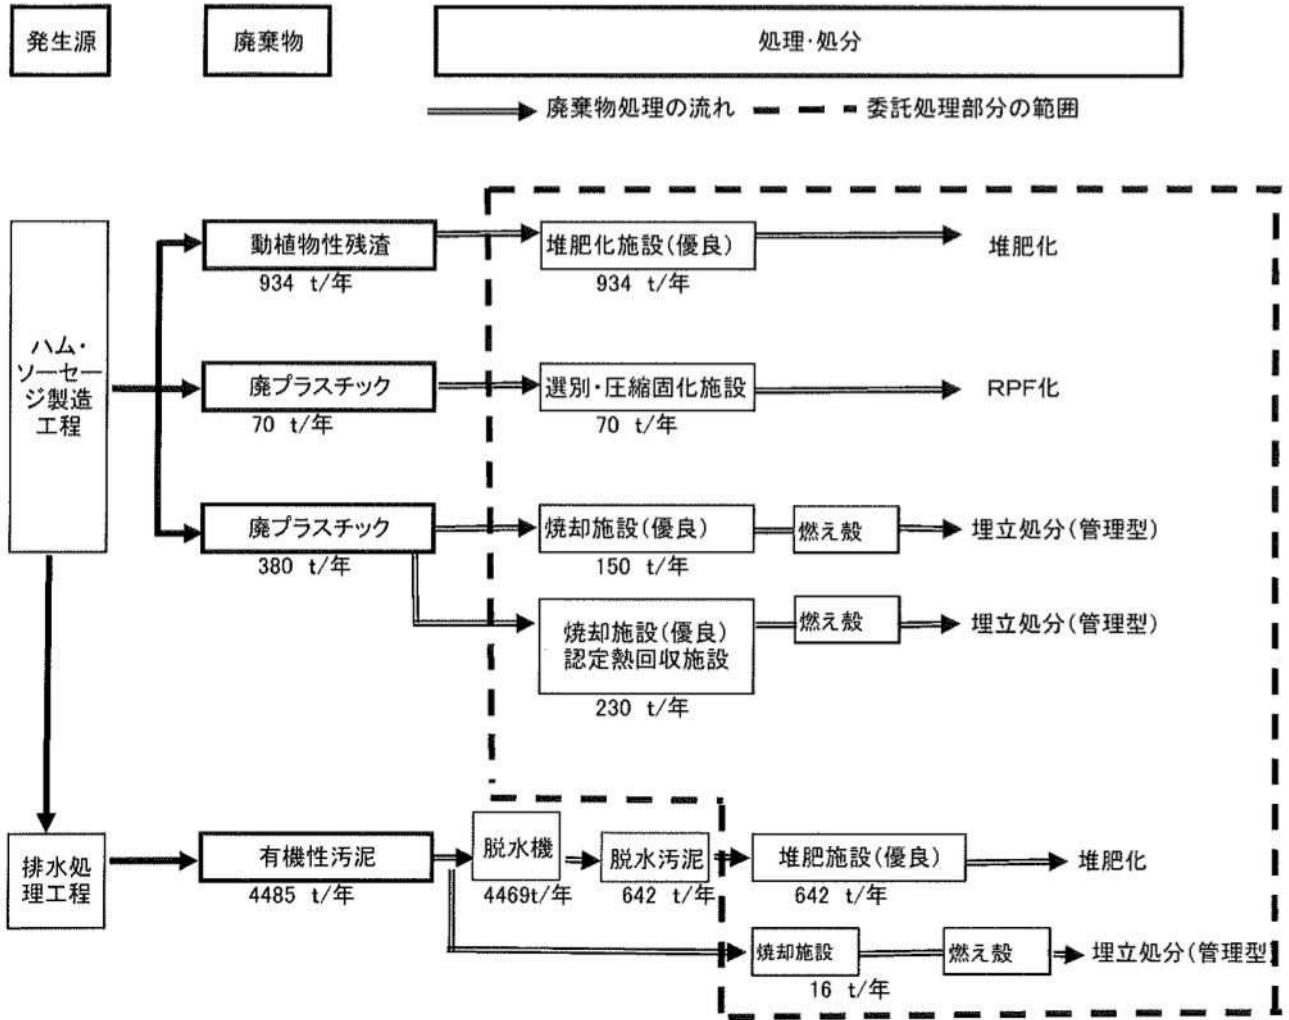 発生源
廃棄物
処理・処分
廃棄物処理の流れ
委託処理部分の範囲
ハム・
ソーセー
ジ製造
工程
動植物性残渣
934 t/年
堆肥化施設(優良)
934 t/年
堆肥化
廃プラスチック
70 t/年
選別・圧縮固化施設
70 t/年
RPF化
廃プラスチック
380 t/年
焼却施設(優良)
150 t/年
燃え殻
埋立処分(管理型)
焼却施設(優良)
認定熱回収施設
230 t/年
燃え殻
埋立処分(管理型)
排水処
理工程
有機性汚泥
4485 t/年
脱水機
4469t/年
脱水汚泥
642 t/年
堆肥施設(優良)
642 t/年
堆肥化
焼却施設
16 t/年
燃え殻
埋立処分(管理型)